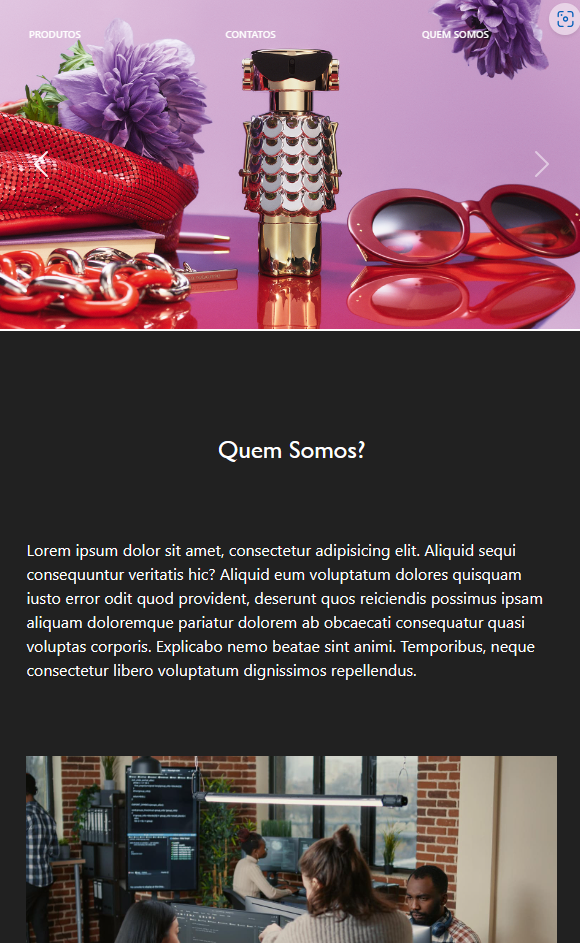 PRODUTOS CONTATOS QUEM SOMOS
Quem Somos?
Lorem ipsum dolor sit amet, consectetur adipisicing elit. Aliquid sequi
consequuntur veritatis hic? Aliquid eum voluptatum dolores quisquam
iusto error odit quod provident, deserunt quos reiciendis possimus ipsam
aliquam doloremque pariatur dolorem ab obcaecati consequatur quasi
voluptas corporis. Explicabo nemo beatae sint animi. Temporibus, neque
consectetur libero voluptatum dignissimos repellendus.